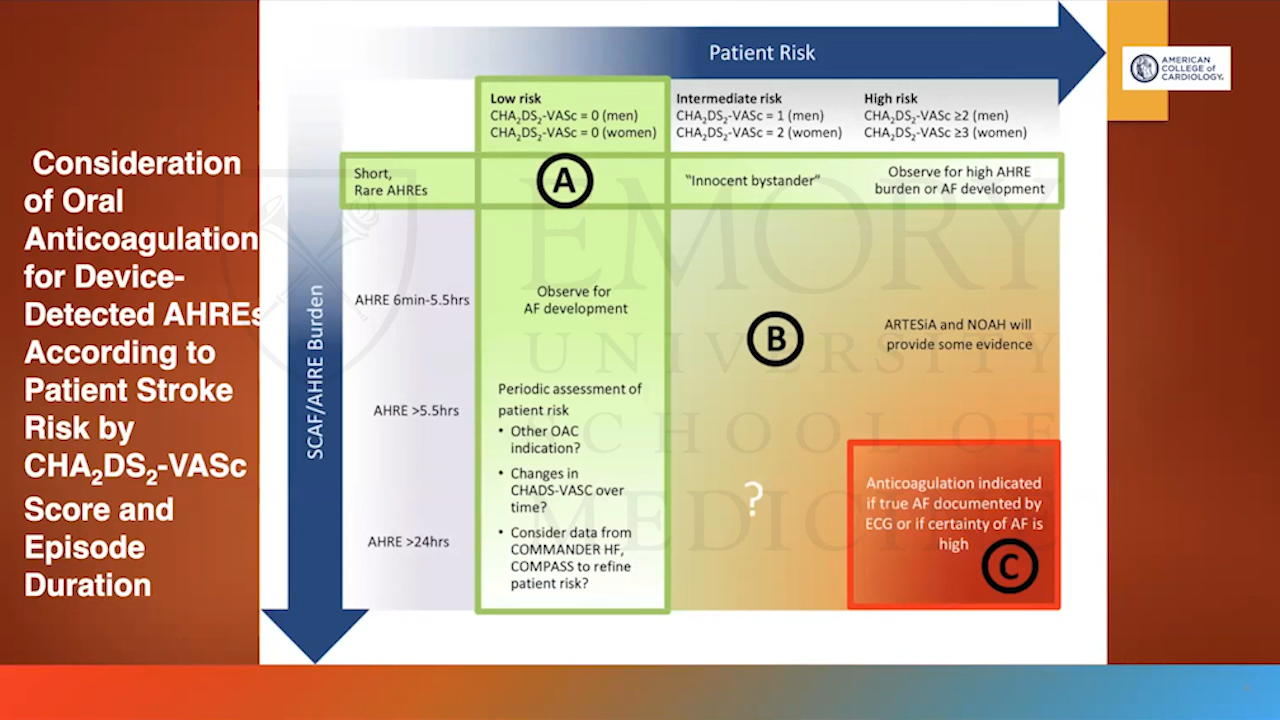 Consideration
of Oral
Anticoagulation
for Device-
Detected AHREs
According to
Patient Stroke
Risk by
CHA₂DS₂-VASc
Score and
Episode
Duration
Patient Risk
AMERICAN
COLLEGE of
CARDIOLOGY.
Low risk
CHA₂DS₂-VASc = 0 (men)
CHA₂DS₂-VASc = 0 (women)
Intermediate risk
CHA₂DS₂-VASc = 1 (men)
CHA₂DS₂-VASc = 2 (women)
High risk
CHA₂DS₂-VASc ≥2 (men)
CHA₂DS₂-VASc ≥3 (women)
SCAF/AHRE Burden
Short,
Rare AHREs
A
"Innocent bystander"
Observe for high AHRE
burden or AF development
AHRE 6min-5.5hrs
Observe for
AF development
B
ARTESiA and NOAH will
provide some evidence
AHRE >5.5hrs
Periodic assessment of
patient risk
• Other OAC
indication?
• Changes in
CHADS-VASC over
time?
• Consider data from
COMMANDER HF,
COMPASS to refine
patient risk?
AHRE >24hrs
?
Anticoagulation indicated
if true AF documented by
ECG or if certainty of AF is
high
C
EMORY
UNIVERSITY
SCHOOL OF
MEDICINE